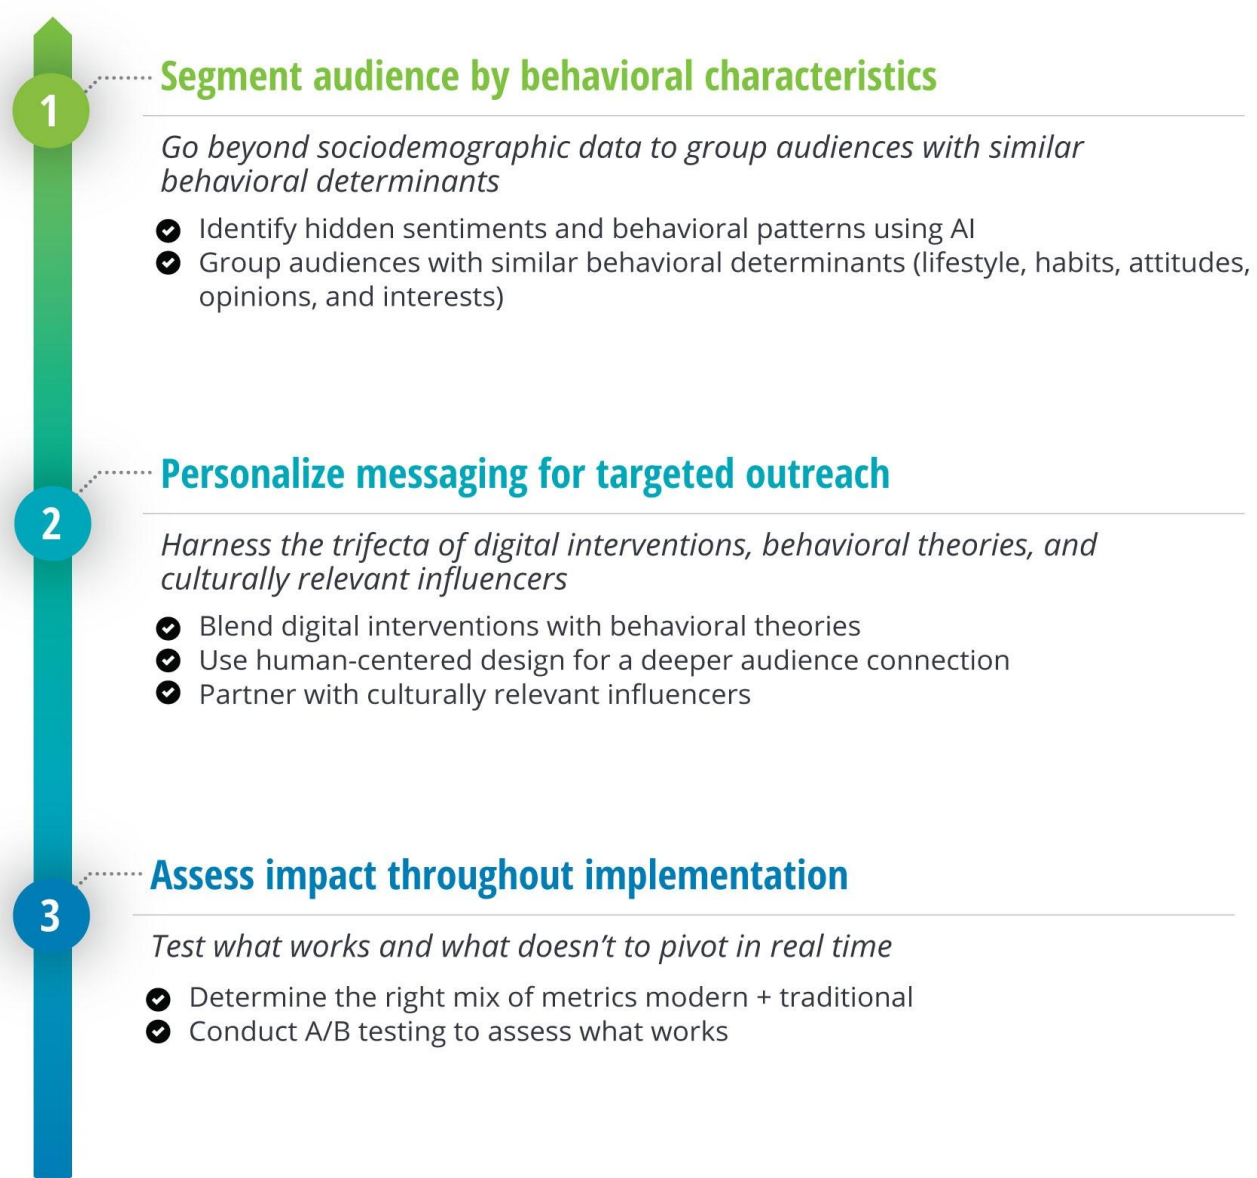 1
Segment audience by behavioral characteristics
Go beyond sociodemographic data to group audiences with similar
behavioral determinants
Identify hidden sentiments and behavioral patterns using AI
Group audiences with similar behavioral determinants (lifestyle, habits, attitudes,
opinions, and interests)
2
Personalize messaging for targeted outreach
Harness the trifecta of digital interventions, behavioral theories, and
culturally relevant influencers
Blend digital interventions with behavioral theories
Use human-centered design for a deeper audience connection
Partner with culturally relevant influencers
3
Assess impact throughout implementation
Test what works and what doesn’t to pivot in real time
Determine the right mix of metrics modern + traditional
Conduct A/B testing to assess what works